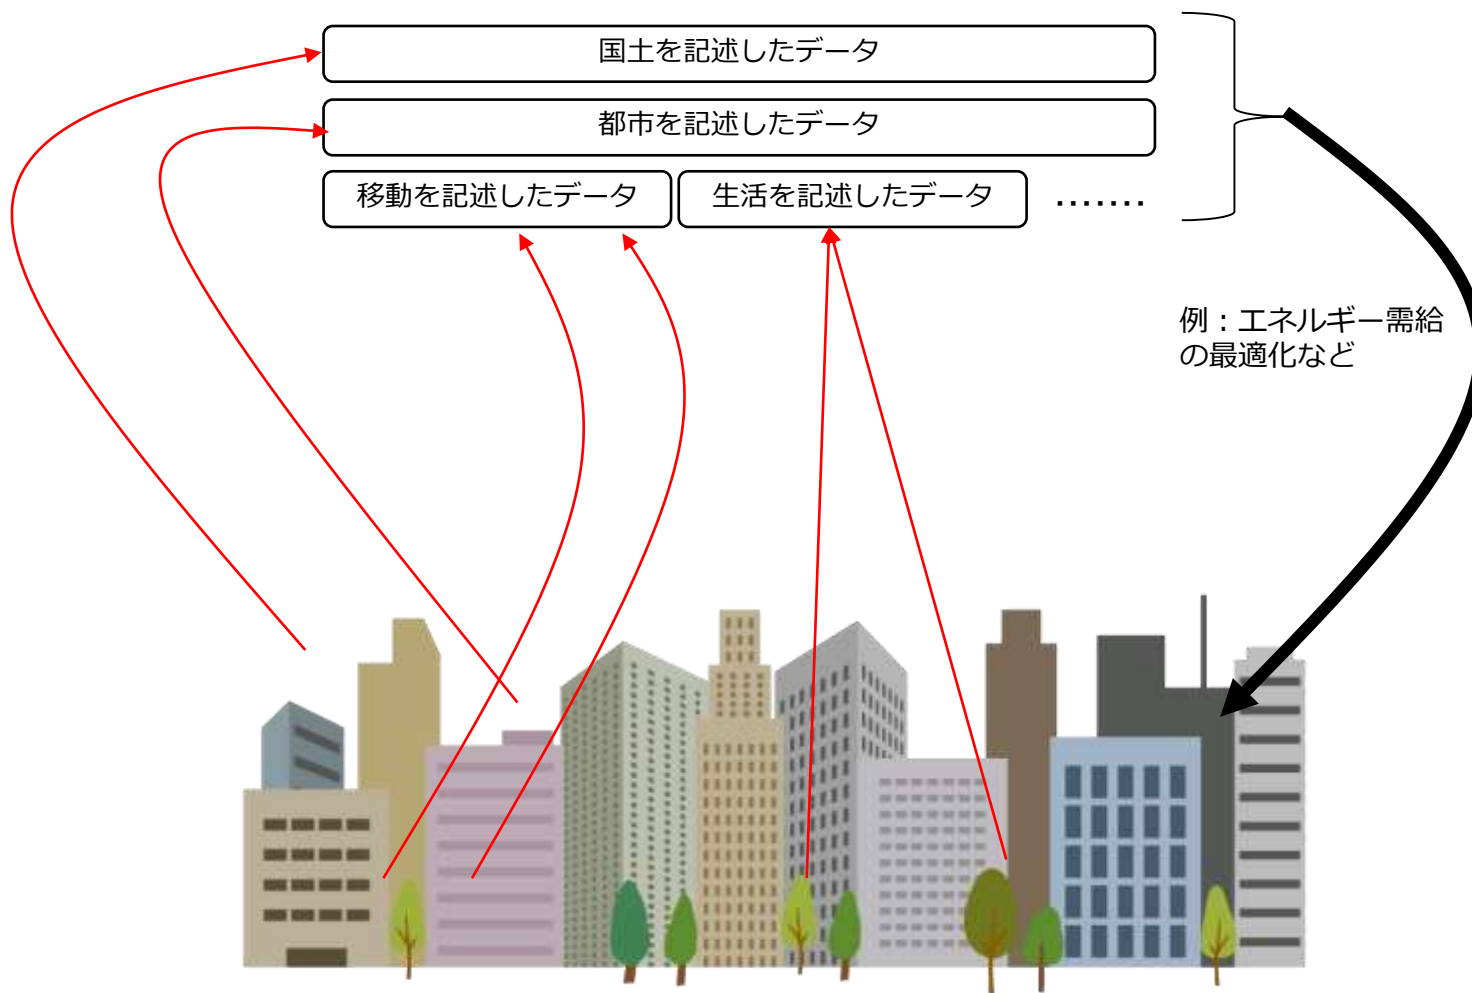 国土を記述したデータ
都市を記述したデータ
移動を記述したデータ
生活を記述したデータ
.......
例：エネルギー需給
の最適化など